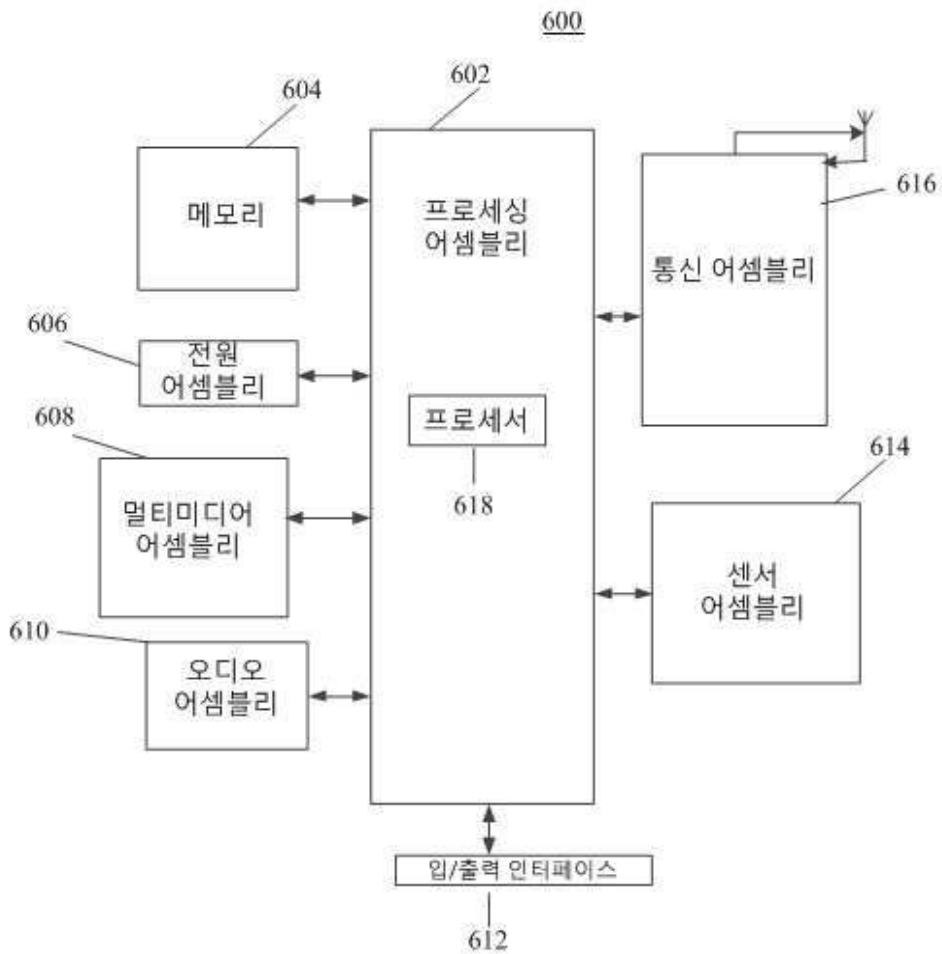 600
604
602
616
메모리
프로세싱
어셈블리
통신 어셈블리
606
전원
어셈블리
608
프로세서
618
614
멀티미디어
어셈블리
센서
어셈블리
610
오디오
어셈블리
입/출력 인터페이스
612